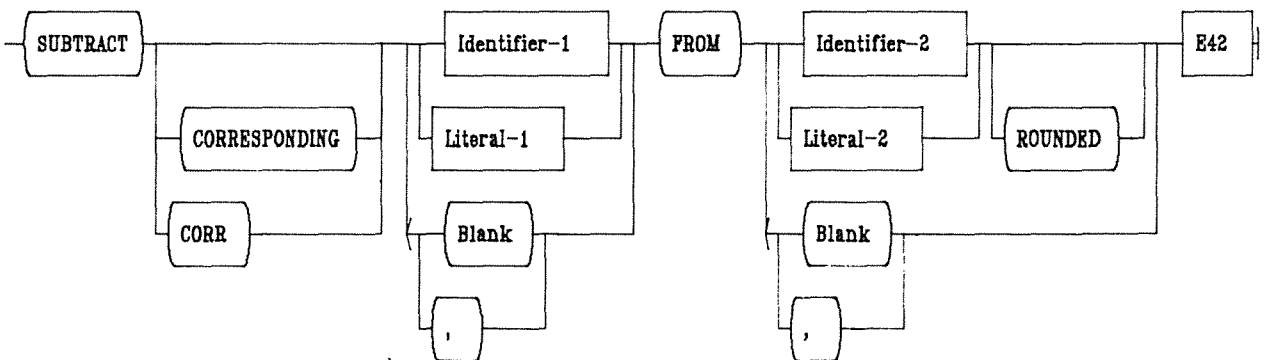 SUBTRACT Identifier-1 FROM Identifier-2 E42
CORRESPONDING Literal-1 Literal-2 ROUNDED
CORR Blank Blank
, ,